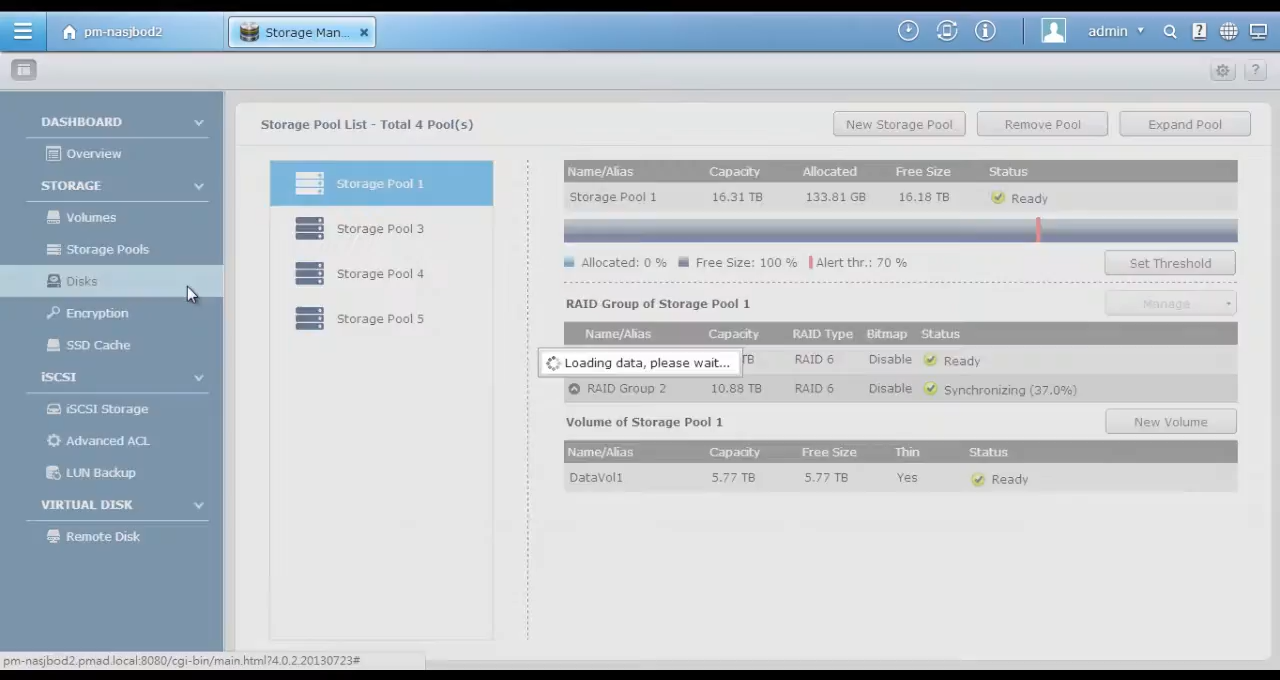 pm-nasjbod2
Storage Man...
admin
DASHBOARD
Overview
STORAGE
Volumes
Storage Pools
Disks
Encryption
SSD Cache
iSCSI
iSCSI Storage
Advanced ACL
LUN Backup
VIRTUAL DISK
Remote Disk
Storage Pool List - Total 4 Pool(s)
New Storage Pool
Remove Pool
Expand Pool
Storage Pool 1
Storage Pool 3
Storage Pool 4
Storage Pool 5
Name/Alias Capacity Allocated Free Size Status
Storage Pool 1 16.31 TB 133.81 GB 16.18 TB Ready
Allocated: 0 % Free Size: 100 % Alert thr.: 70 %
Set Threshold
RAID Group of Storage Pool 1
Manage
Name/Alias Capacity RAID Type Bitmap Status
TB RAID 6 Disable Ready
Loading data, please wait...
RAID Group 2 10.88 TB RAID 6 Disable Synchronizing (37.0%)
Volume of Storage Pool 1
New Volume
Name/Alias Capacity Free Size Thin Status
DataVol1 5.77 TB 5.77 TB Yes Ready
pm-nasjbod2.pmad.local:8080/cgi-bin/main.html?4.0.2.20130723#